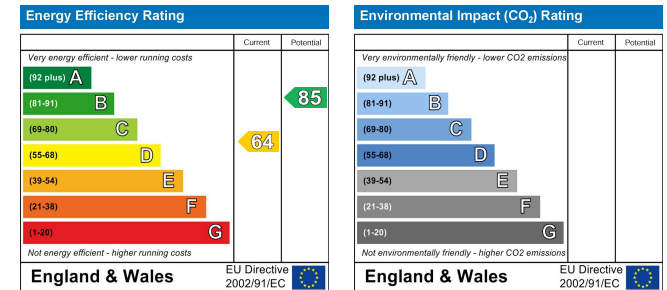 Energy Efficiency Rating
Current Potential
Very energy efficient - lower running costs
(92 plus) A
(81-91) B
(69-80) C
(55-68) D
(39-54) E
(21-38) F
(1-20) G
64
85
Not energy efficient - higher running costs
England & Wales
EU Directive
2002/91/EC
Environmental Impact (CO2) Rating
Current Potential
Very environmentally friendly - lower CO2 emissions
(92 plus) A
(81-91) B
(69-80) C
(55-68) D
(39-54) E
(21-38) F
(1-20) G
Not environmentally friendly - higher CO2 emissions
England & Wales
EU Directive
2002/91/EC